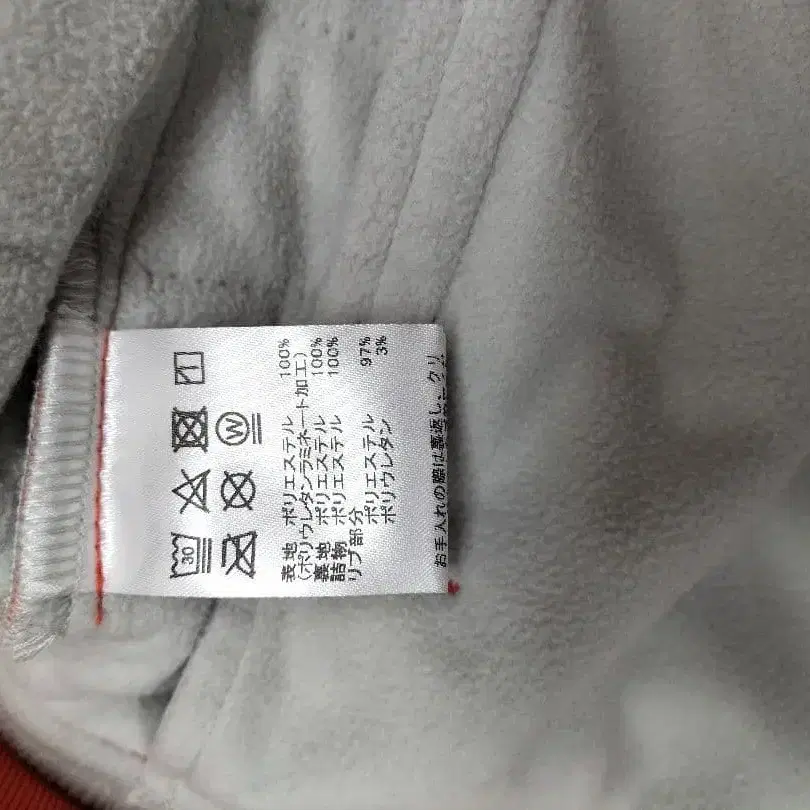 30
W
表地 ポリエステル 100%
(ポリウレタンラミネート加工)
裏地 ポリエステル 100%
詰物 ポリエステル 100%
リブ部分
ポリエステル 97%
ポリウレタン 3%
お手入れの際は裏返し、クリ